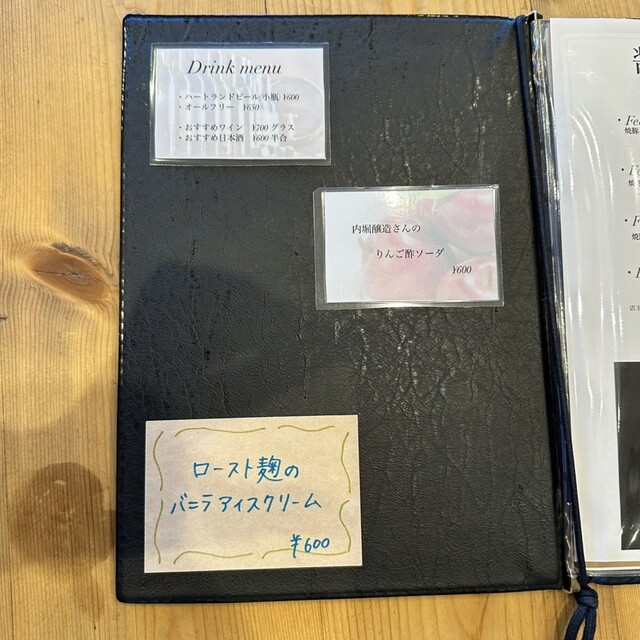 Drink menu
・ハートランドビール 小瓶 ¥600
・オールフリー ¥650
・おすすめワイン ¥700 グラス
・おすすめ日本酒 ¥600 半合
内堀醸造さんの
りんご酢ソーダ
¥600
ロースト麹の
バニラアイスクリーム
¥600